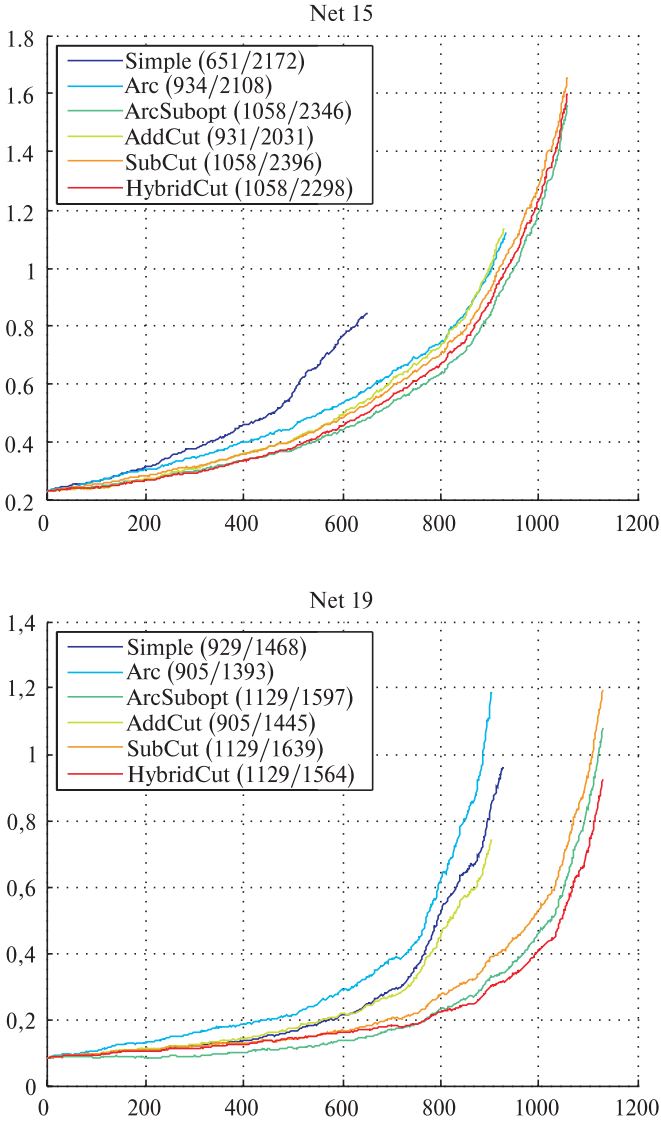 Net 15
1.8
1.6
1.4
1.2
1
0.8
0.6
0.4
0.2
Simple (651/2172)
Arc (934/2108)
ArcSubopt (1058/2346)
AddCut (931/2031)
SubCut (1058/2396)
HybridCut (1058/2298)
0 200 400 600 800 1000 1200
Net 19
1,4
1,2
1
0,8
0,6
0,4
0,2
0
Simple (929/1468)
Arc (905/1393)
ArcSubopt (1129/1597)
AddCut (905/1445)
SubCut (1129/1639)
HybridCut (1129/1564)
0 200 400 600 800 1000 1200